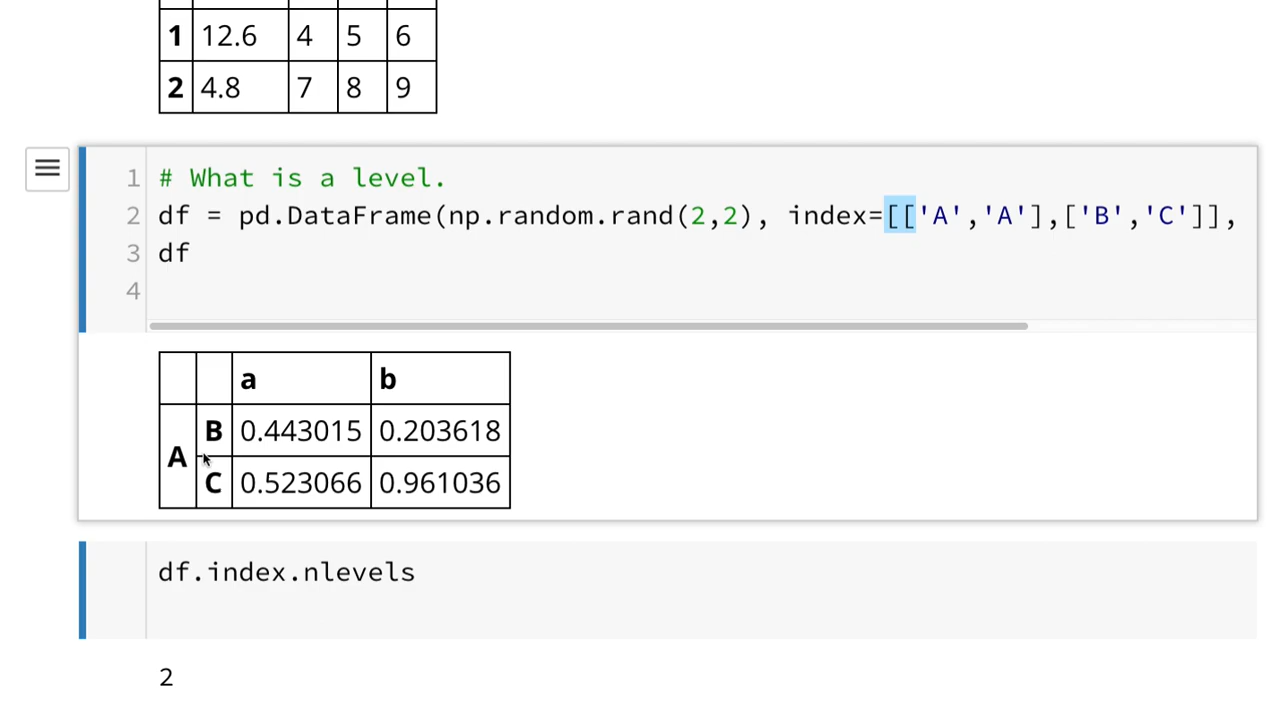 1 12.6 4 5 6
2 4.8 7 8 9
1 # What is a level.
2 df = pd.DataFrame(np.random.rand(2,2), index=[['A','A'],['B','C']],
3 df
4
a b
A B 0.443015 0.203618
C 0.523066 0.961036
df.index.nlevels
2